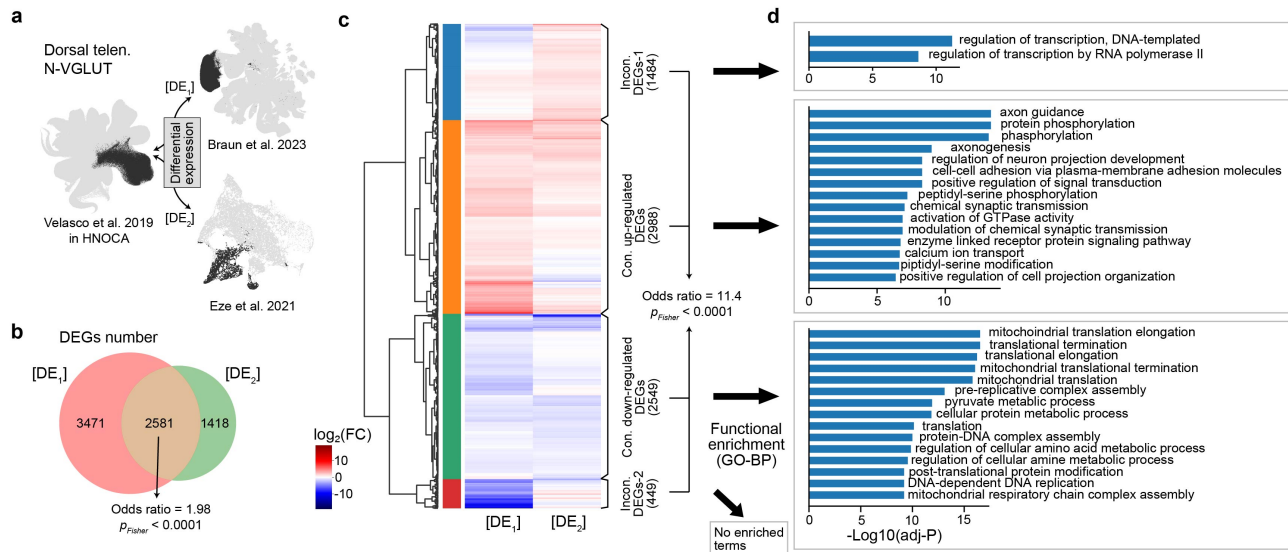 a
Dorsal telen.
N-VGLUT
[DE1]
Braun et al. 2023
Differential
expression
Velasco et al. 2019
in HNOCA
[DE2]
Eze et al. 2021
b
DEGs number
[DE1]
[DE2]
3471
2581
1418
Odds ratio = 1.98
pFisher < 0.0001
c
Incon.
DEGs-1
(1484)
Con. up-regulated
DEGs
(2988)
Odds ratio = 11.4
pFisher < 0.0001
Con. down-regulated
DEGs
(2549)
Incon.
DEGs-2
(449)
log2(FC)
10
0
-10
[DE1]
[DE2]
Functional
enrichment
(GO-BP)
No enriched
terms
d
regulation of transcription, DNA-templated
regulation of transcription by RNA polymerase II
0 5 10
axon guidance
protein phosphorylation
phasphorylation
axonogenesis
regulation of neuron projection development
cell-cell adhesion via plasma-membrane adhesion molecules
positive regulation of signal transduction
peptidyl-serine phosphorylation
chemical synaptic transmission
activation of GTPase activity
modulation of chemical synaptic transmission
enzyme linked receptor protein signaling pathway
calcium ion transport
piptidyl-serine modification
positive regulation of cell projection organization
0 5 10
mitochindrial translation elongation
translational termination
translational elongation
mitochondrial translational termination
mitochondrial translation
pre-replicative complex assembly
pyruvate metablic process
cellular protein metabolic process
translation
protein-DNA complex assembly
regulation of cellular amino acid metabolic process
regulation of cellular amine metabolic process
post-translational protein modification
DNA-dependent DNA replication
mitochondrial respiratory chain complex assembly
0 5 10 15
-Log10(adj-P)